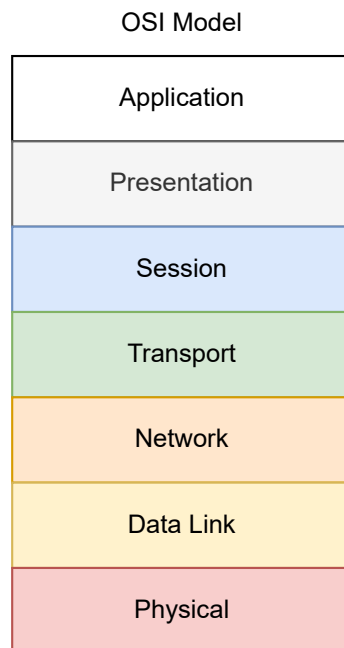 OSI Model
Application
Presentation
Session
Transport
Network
Data Link
Physical